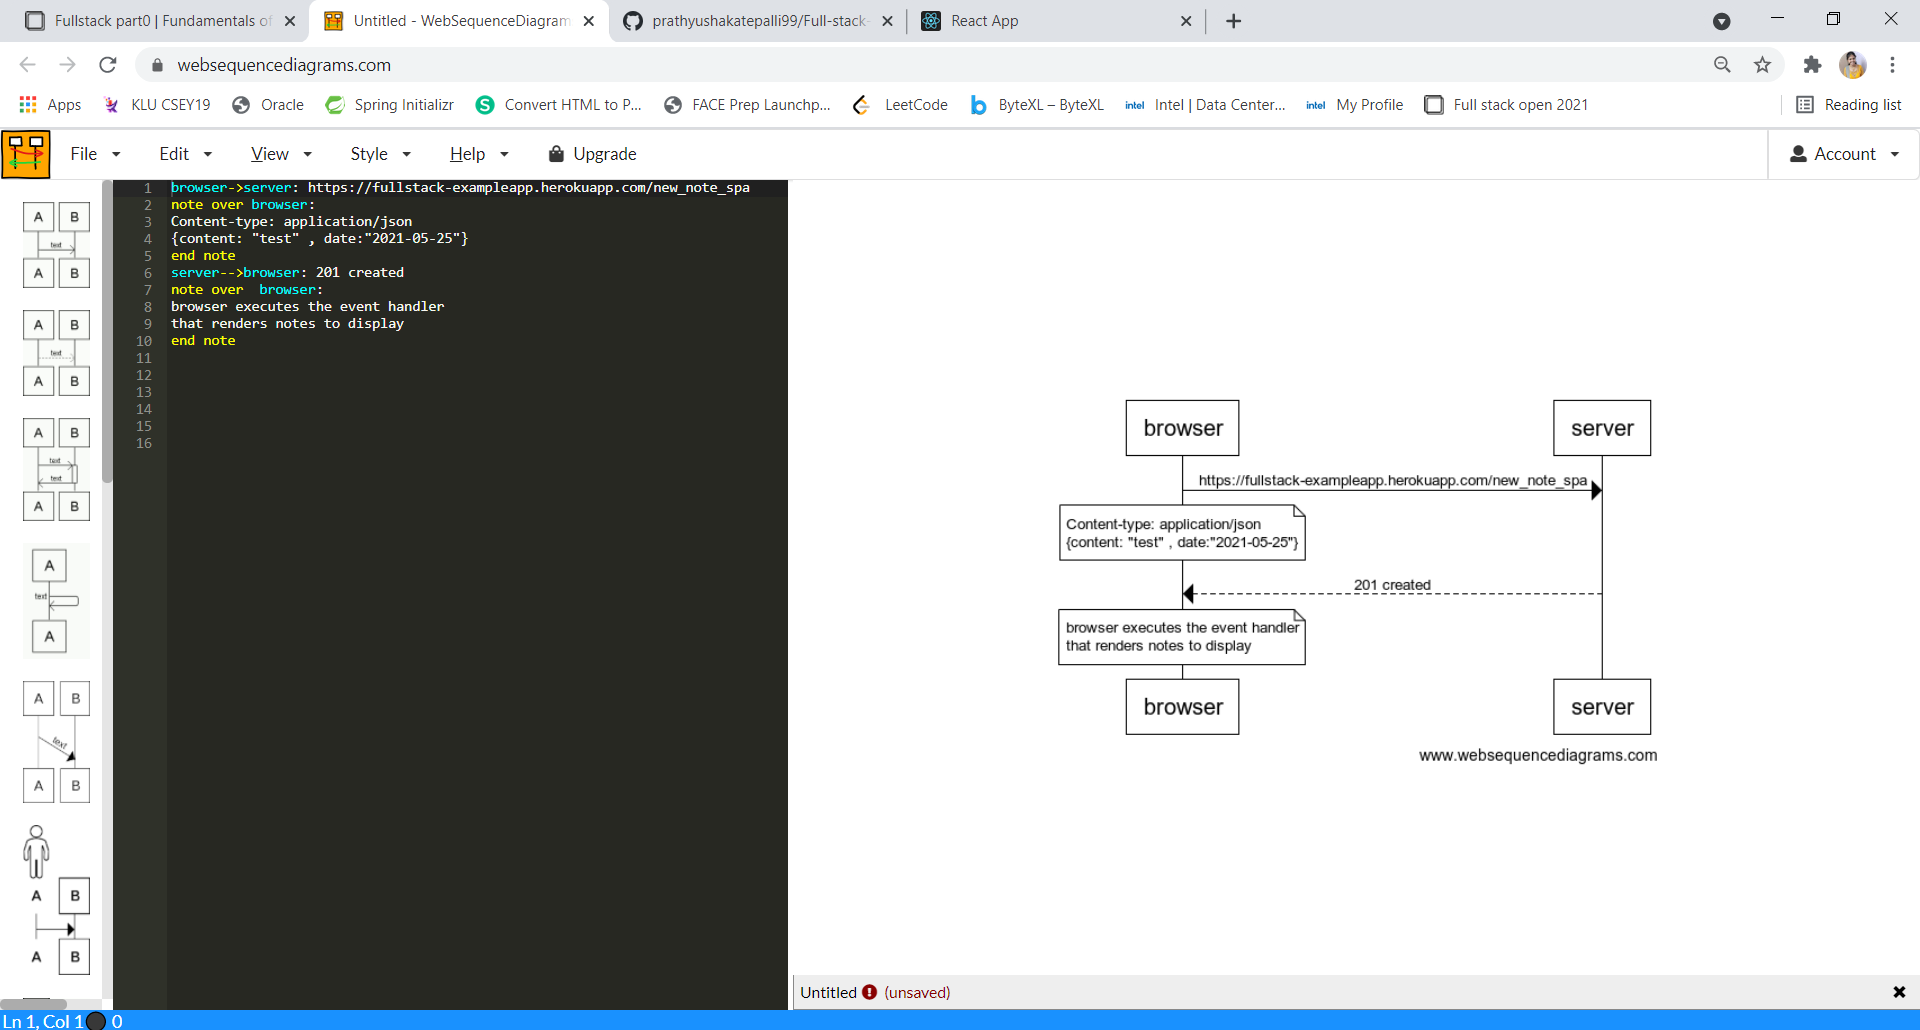 Fullstack part0 | Fundamentals of
Untitled - WebSequenceDiagram
prathyushakatepalli99/Full-stack-
React App
websequencediagrams.com
Apps
KLU CSEY19
Oracle
Spring Initializr
Convert HTML to P...
FACE Prep Launchp...
LeetCode
ByteXL – ByteXL
intel Intel | Data Center...
intel My Profile
Full stack open 2021
Reading list
File
Edit
View
Style
Help
Upgrade
Account
1 browser->server: https://fullstack-exampleapp.herokuapp.com/new_note_spa
2 note over browser:
3 Content-type: application/json
4 {content: "test" , date:"2021-05-25"}
5 end note
6 server-->browser: 201 created
7 note over  browser:
8 browser executes the event handler
9 that renders notes to display
10 end note
11
12
13
14
15
16
A B
text
A B
A B
text
A B
A B
text
text
A B
A
text
A
A B
text
A B
A B
A B
browser
server
https://fullstack-exampleapp.herokuapp.com/new_note_spa
Content-type: application/json
{content: "test" , date:"2021-05-25"}
201 created
browser executes the event handler
that renders notes to display
browser
server
www.websequencediagrams.com
Untitled (unsaved)
Ln 1, Col 1 0